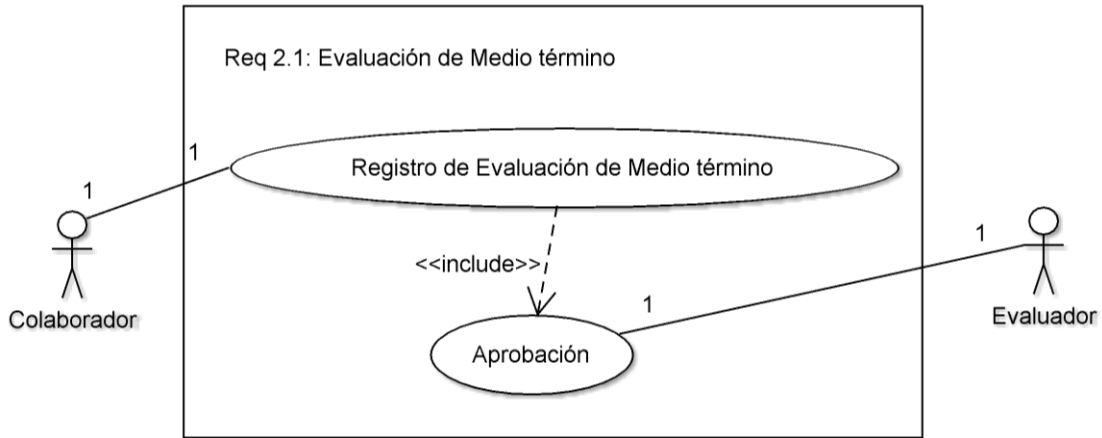 Req 2.1: Evaluación de Medio término
1
Registro de Evaluación de Medio término
1
1
<<include>>
1
Colaborador
Evaluador
Aprobación